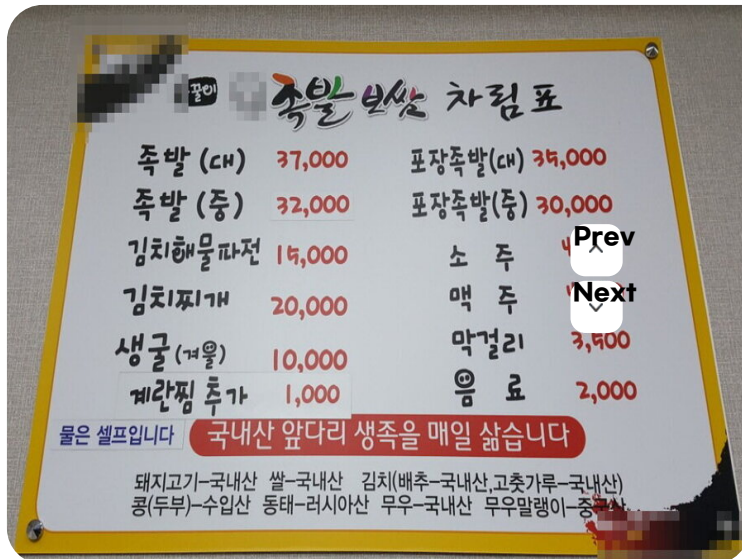 꿀미 족발 보쌈 차림표
족발 (대) 37,000
족발 (중) 32,000
김치해물파전 15,000
김치찌개 20,000
생굴 (겨울) 10,000
계란찜 추가 1,000
포장족발(대) 35,000
포장족발(중) 30,000
소 주
Prev
맥 주
Next
막걸리 3,500
음 료 2,000
물은 셀프입니다
국내산 앞다리 생족을 매일 삶습니다
돼지고기-국내산 쌀-국내산 김치(배추-국내산,고춧가루-국내산)
콩(두부)-수입산 동태-러시아산 무우-국내산 무우말랭이-중국산